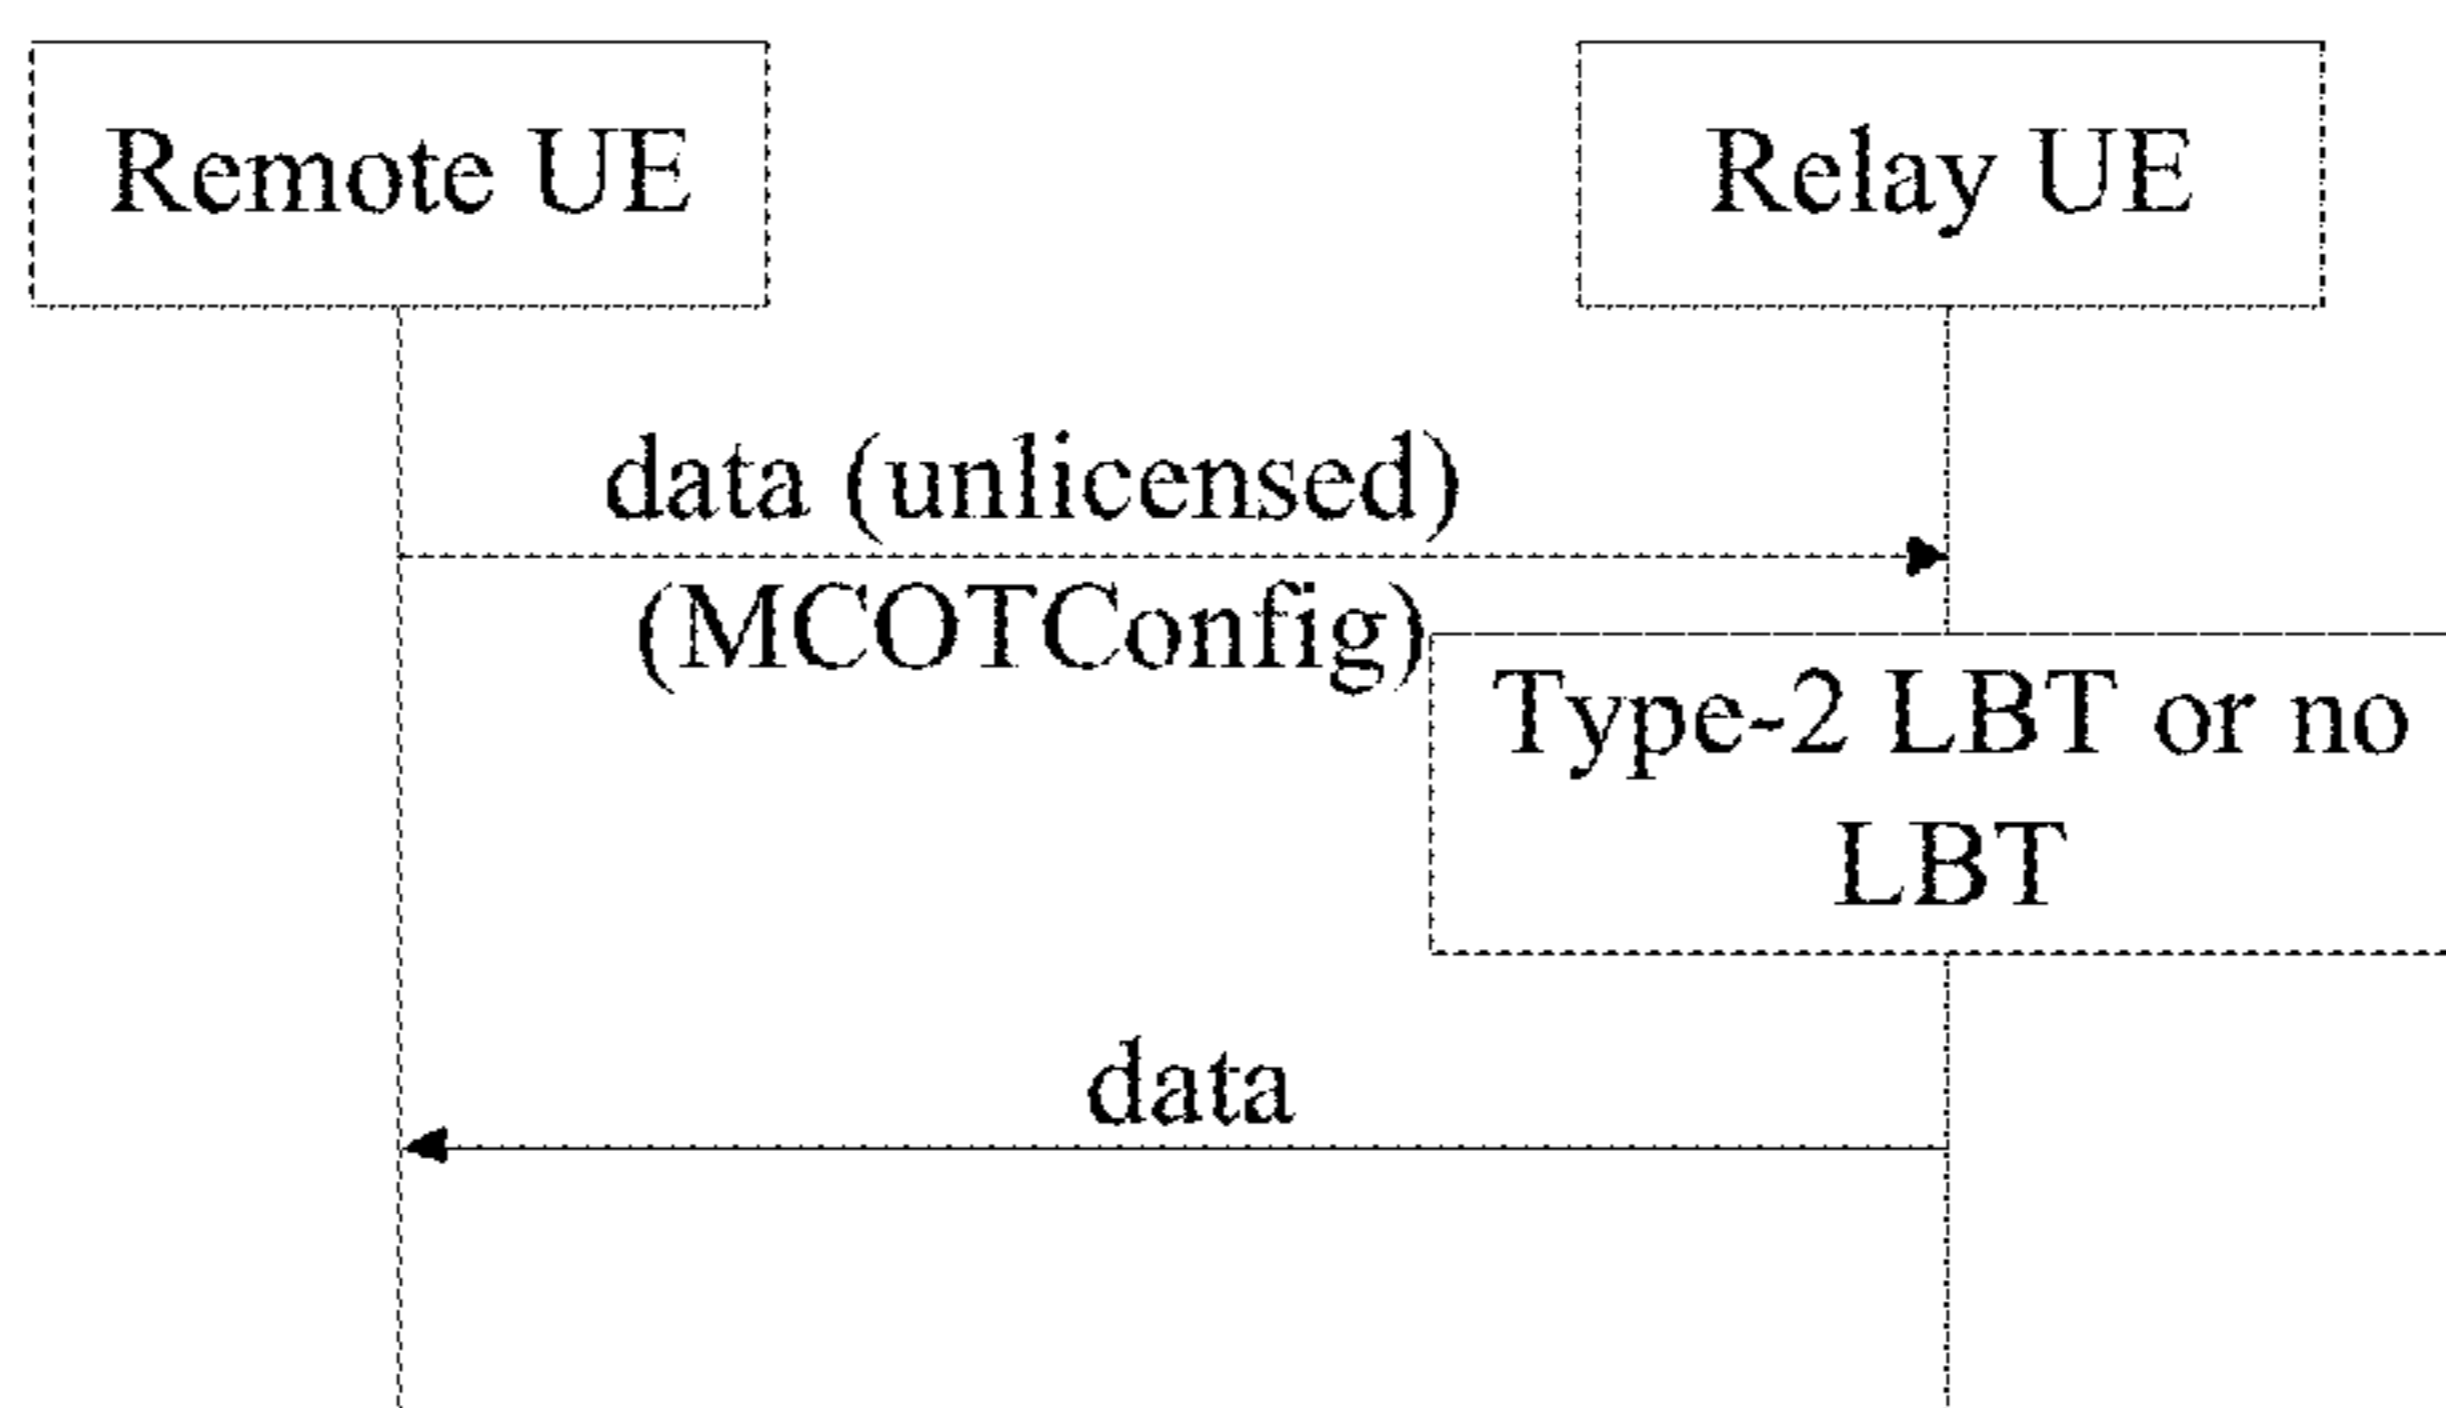 Remote UE
Relay UE
data (unlicensed)
(MCOTConfig)
Type-2 LBT or no
LBT
data